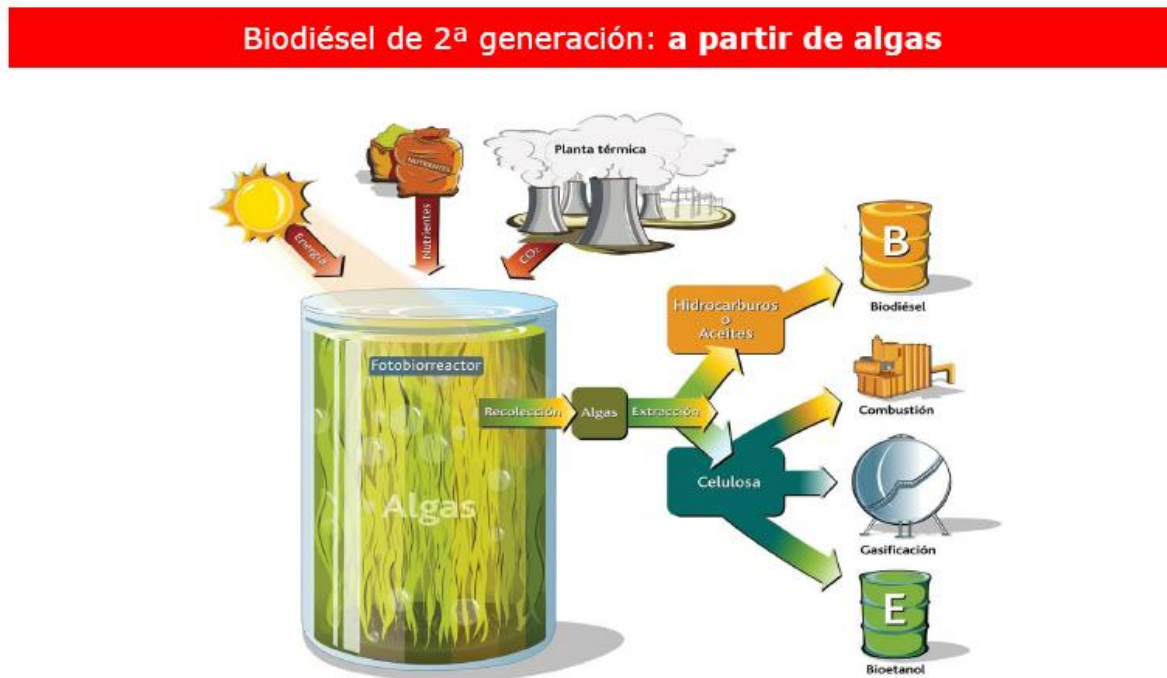 Biodiésel de 2ª generación: a partir de algas
NUTRIENTES
Planta térmica
Energía
Nutrientes
CO₂
Fotobiorreactor
Algas
Recolección
Algas
Extracción
Hidrocarburos
o
Aceites
Celulosa
B
Biodiésel
Combustión
Gasificación
E
Bioetanol